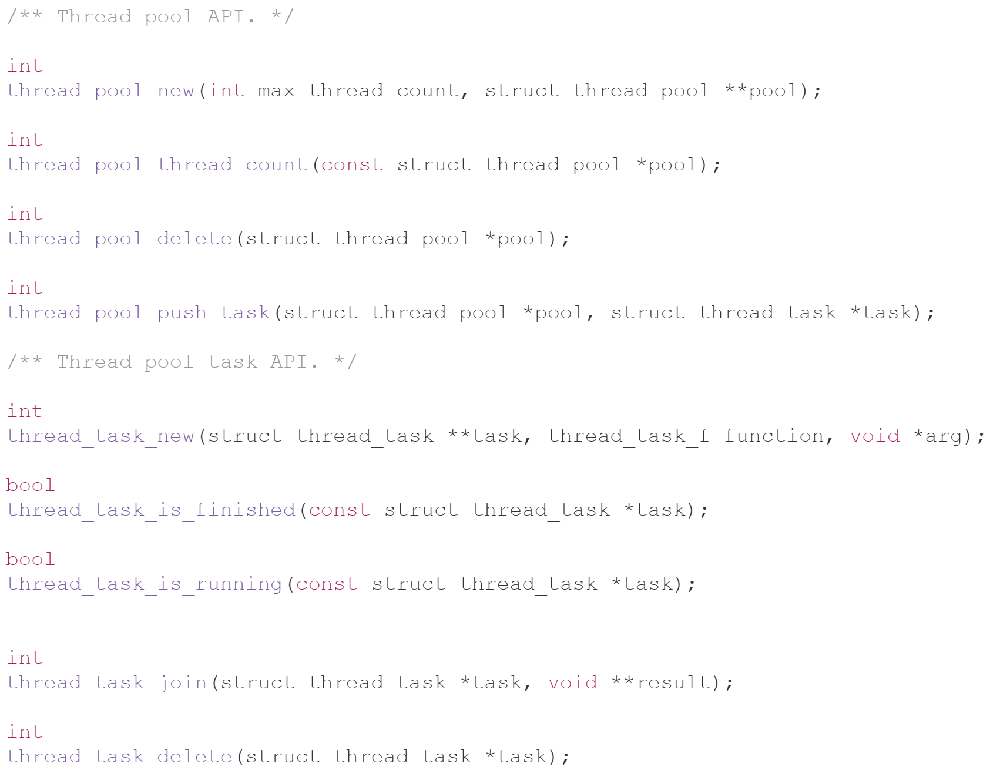 /** Thread pool API. */
int
thread_pool_new(int max_thread_count, struct thread_pool **pool);
int
thread_pool_thread_count(const struct thread_pool *pool);
int
thread_pool_delete(struct thread_pool *pool);
int
thread_pool_push_task(struct thread_pool *pool, struct thread_task *task);
/** Thread pool task API. */
int
thread_task_new(struct thread_task **task, thread_task_f function, void *arg);
bool
thread_task_is_finished(const struct thread_task *task);
bool
thread_task_is_running(const struct thread_task *task);
int
thread_task_join(struct thread_task *task, void **result);
int
thread_task_delete(struct thread_task *task);